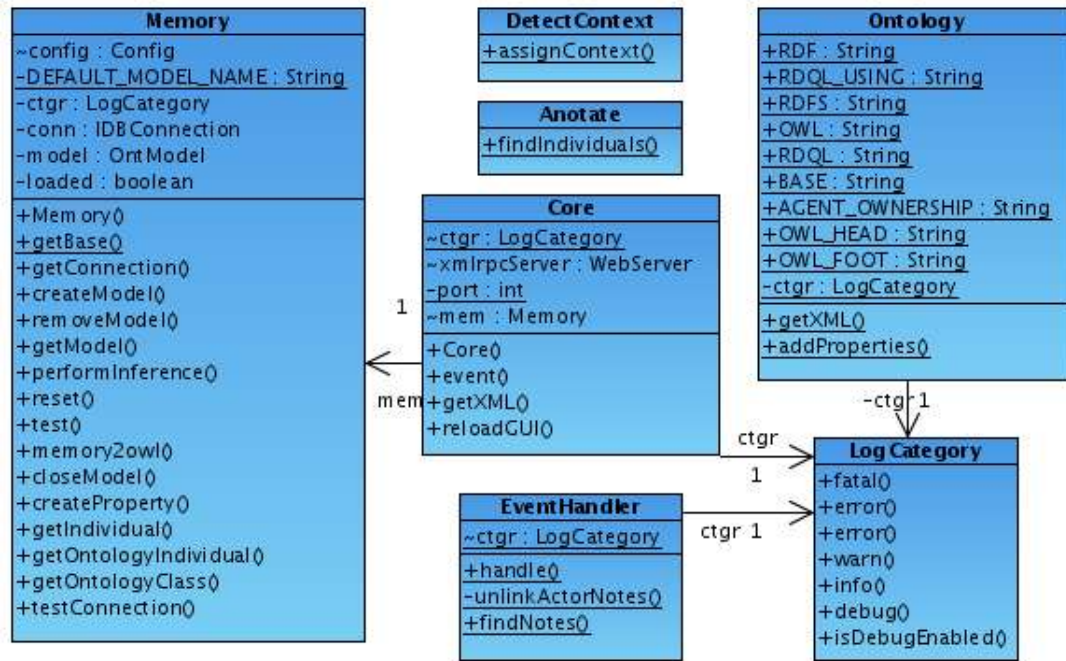 Memory
~config : Config
-DEFAULT_MODEL_NAME : String
-ctgr : LogCategory
-conn : IDBConnection
-model : OntModel
-loaded : boolean
+Memory()
+getBase()
+getConnection()
+createModel()
+removeModel()
+getModel()
+performInference()
+reset()
+test()
+memory2owl()
+closeModel()
+createProperty()
+getIndividual()
+getOntologyIndividual()
+getOntologyClass()
+testConnection()
DetectContext
+assignContext()
Anotate
+findIndividuals()
Core
~ctgr : LogCategory
~xmlrpcServer : WebServer
-port : int
~mem : Memory
+Core()
+event()
+getXML()
+reloadGUI()
1
mem
EventHandler
~ctgr : LogCategory
+handle()
-unlinkActorNotes()
+findNotes()
Ontology
+RDF : String
+RDQL_USING : String
+RDFS : String
+OWL : String
+RDQL : String
+BASE : String
+AGENT_OWNERSHIP : String
+OWL_HEAD : String
+OWL_FOOT : String
-ctgr : LogCategory
+getXML()
+addProperties()
-ctgr 1
ctgr
1
ctgr 1
LogCategory
+fatal()
+error()
+error()
+warn()
+info()
+debug()
+isDebugEnabled()